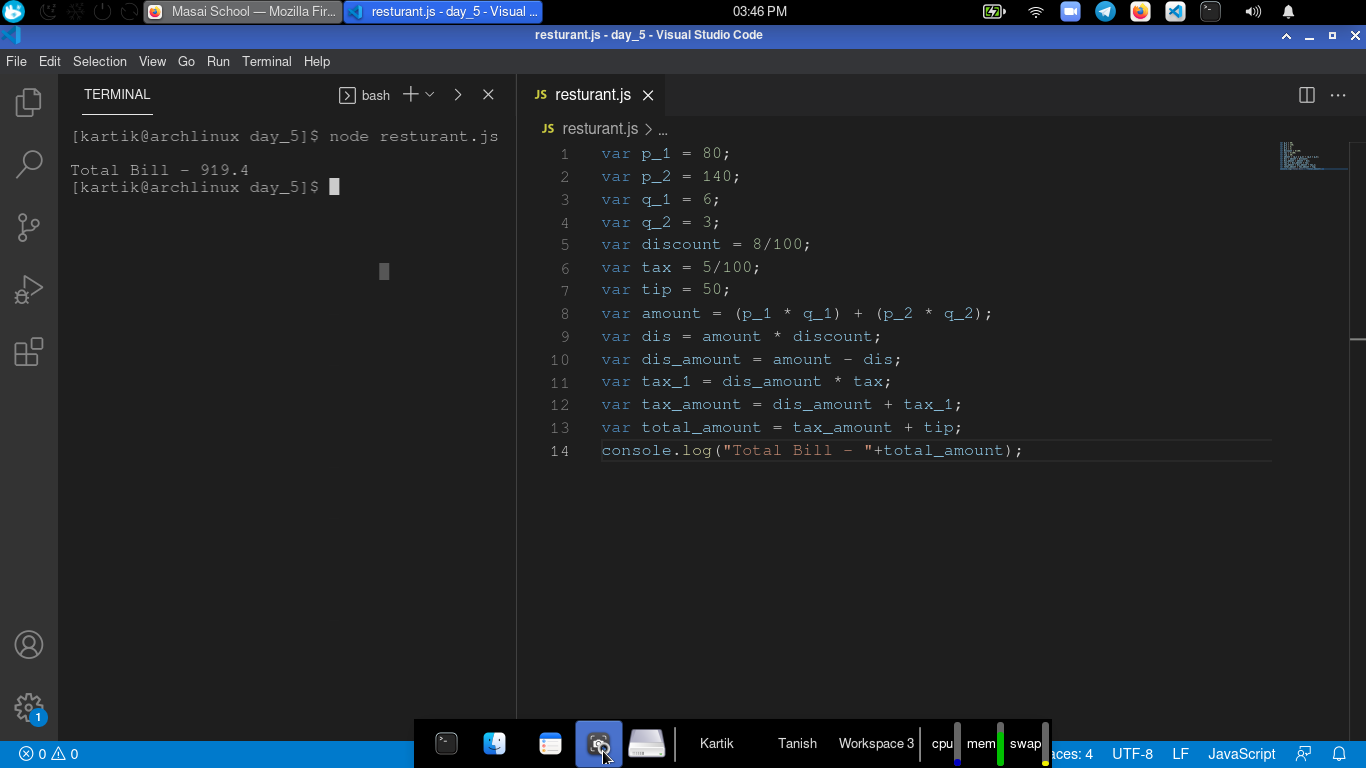 Masai School — Mozilla Fir...
resturant.js - day_5 - Visual ...
03:46 PM
resturant.js - day_5 - Visual Studio Code
File Edit Selection View Go Run Terminal Help
TERMINAL
bash
[kartik@archlinux day_5]$ node resturant.js
Total Bill - 919.4
[kartik@archlinux day_5]$
JS resturant.js
JS resturant.js > ...
1 var p_1 = 80;
2 var p_2 = 140;
3 var q_1 = 6;
4 var q_2 = 3;
5 var discount = 8/100;
6 var tax = 5/100;
7 var tip = 50;
8 var amount = (p_1 * q_1) + (p_2 * q_2);
9 var dis = amount * discount;
10 var dis_amount = amount - dis;
11 var tax_1 = dis_amount * tax;
12 var tax_amount = dis_amount + tax_1;
13 var total_amount = tax_amount + tip;
14 console.log("Total Bill - "+total_amount);
1
0 0
Kartik Tanish Workspace 3 cpu mem swap
aces: 4 UTF-8 LF JavaScript